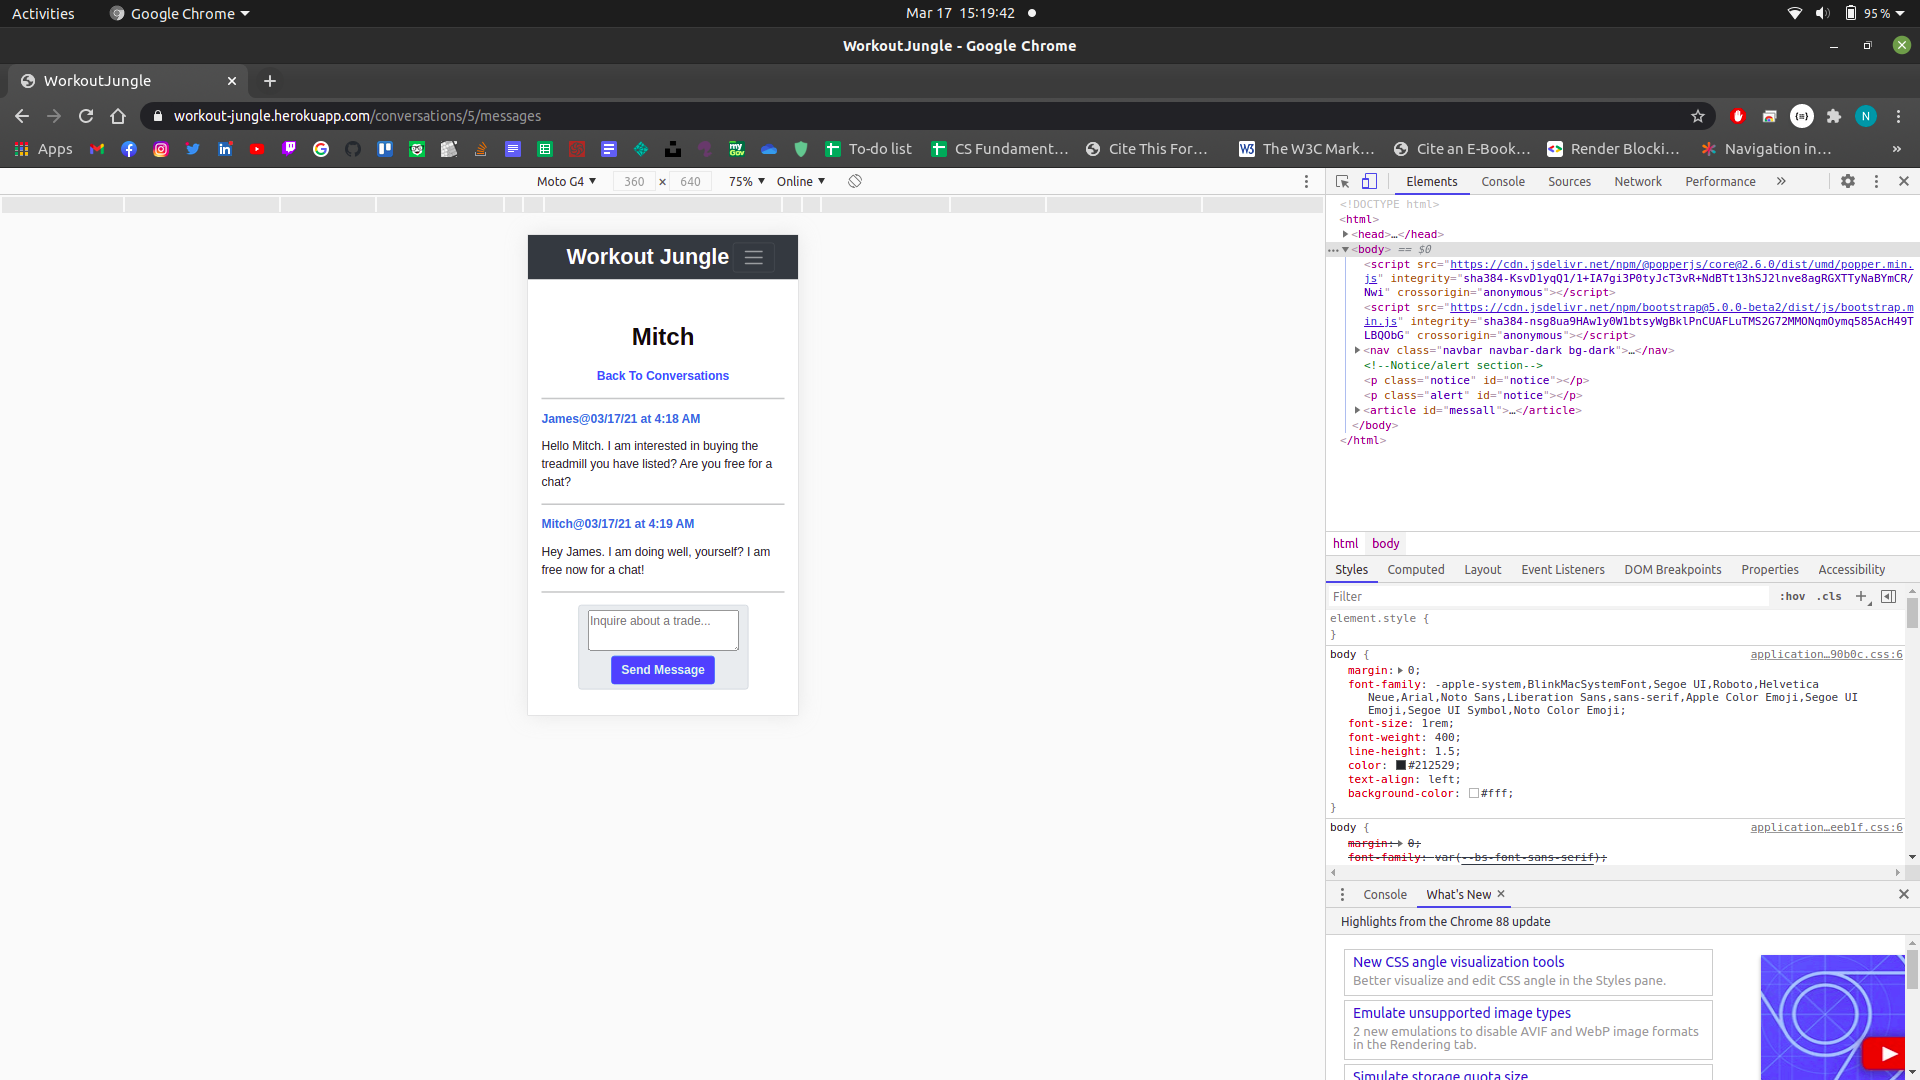 Activities
Google Chrome
Mar 17 15:19:42
95 %
WorkoutJungle - Google Chrome
WorkoutJungle
workout-jungle.herokuapp.com/conversations/5/messages
N
Apps
To-do list
CS Fundament...
Cite This For...
The W3C Mark...
Cite an E-Book...
Render Blocki...
Navigation in...
»
Moto G4
360 × 640
75%
Online
Elements
Console
Sources
Network
Performance
»
<!DOCTYPE html>
<html>
<head>…</head>
<body> == $0
<script src="https://cdn.jsdelivr.net/npm/@popperjs/core@2.6.0/dist/umd/popper.min.
js" integrity="sha384-KsvD1yqQ1/1+IA7gi3P0tyJcT3vR+NdBTt13hSJ2lnve8agRGXTTyNaBYmCR/
Nwi" crossorigin="anonymous"></script>
<script src="https://cdn.jsdelivr.net/npm/bootstrap@5.0.0-beta2/dist/js/bootstrap.m
in.js" integrity="sha384-nsg8ua9HAw1y0W1btsyWgBklPnCUAFLuTMS2G72MMONqmOymq585AcH49T
LBQObG" crossorigin="anonymous"></script>
<nav class="navbar navbar-dark bg-dark">…</nav>
<!--Notice/alert section-->
<p class="notice" id="notice"></p>
<p class="alert" id="notice"></p>
<article id="messall">…</article>
</body>
</html>
Workout Jungle
Mitch
Back To Conversations
James@03/17/21 at 4:18 AM
Hello Mitch. I am interested in buying the
treadmill you have listed? Are you free for a
chat?
Mitch@03/17/21 at 4:19 AM
Hey James. I am doing well, yourself? I am
free now for a chat!
Inquire about a trade...
Send Message
html
body
Styles
Computed
Layout
Event Listeners
DOM Breakpoints
Properties
Accessibility
Filter
:hov
.cls
element.style {
}
body {
application…90b0c.css:6
margin: 0;
font-family: -apple-system,BlinkMacSystemFont,Segoe UI,Roboto,Helvetica
Neue,Arial,Noto Sans,Liberation Sans,sans-serif,Apple Color Emoji,Segoe UI
Emoji,Segoe UI Symbol,Noto Color Emoji;
font-size: 1rem;
font-weight: 400;
line-height: 1.5;
color: #212529;
text-align: left;
background-color: #fff;
}
body {
application…eeb1f.css:6
margin: 0;
font-family: var(--bs-font-sans-serif);
Console
What's New
Highlights from the Chrome 88 update
New CSS angle visualization tools
Better visualize and edit CSS angle in the Styles pane.
Emulate unsupported image types
2 new emulations to disable AVIF and WebP image formats
in the Rendering tab.
Simulate storage quota size